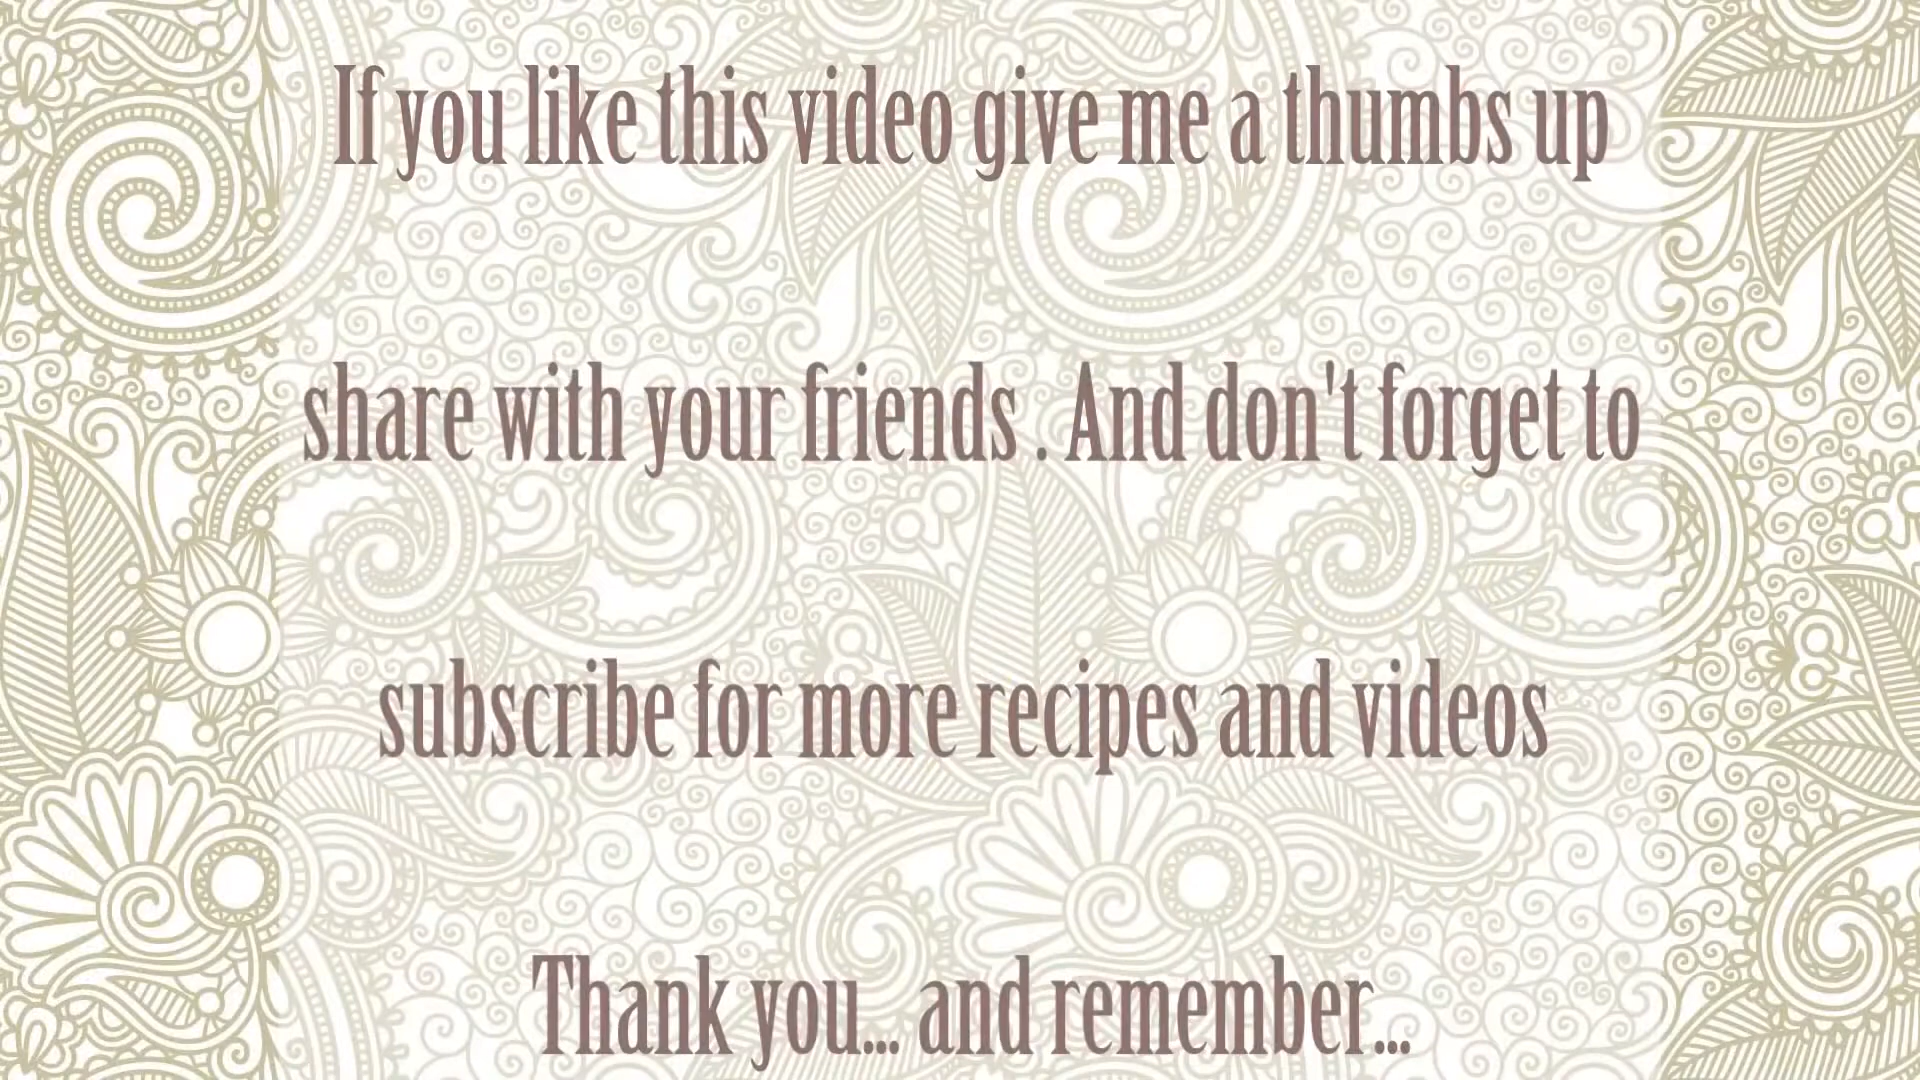 If you like this video give me a thumbs up
share with your friends . And don't forget to
subscribe for more recipes and videos
Thank you... and remember...